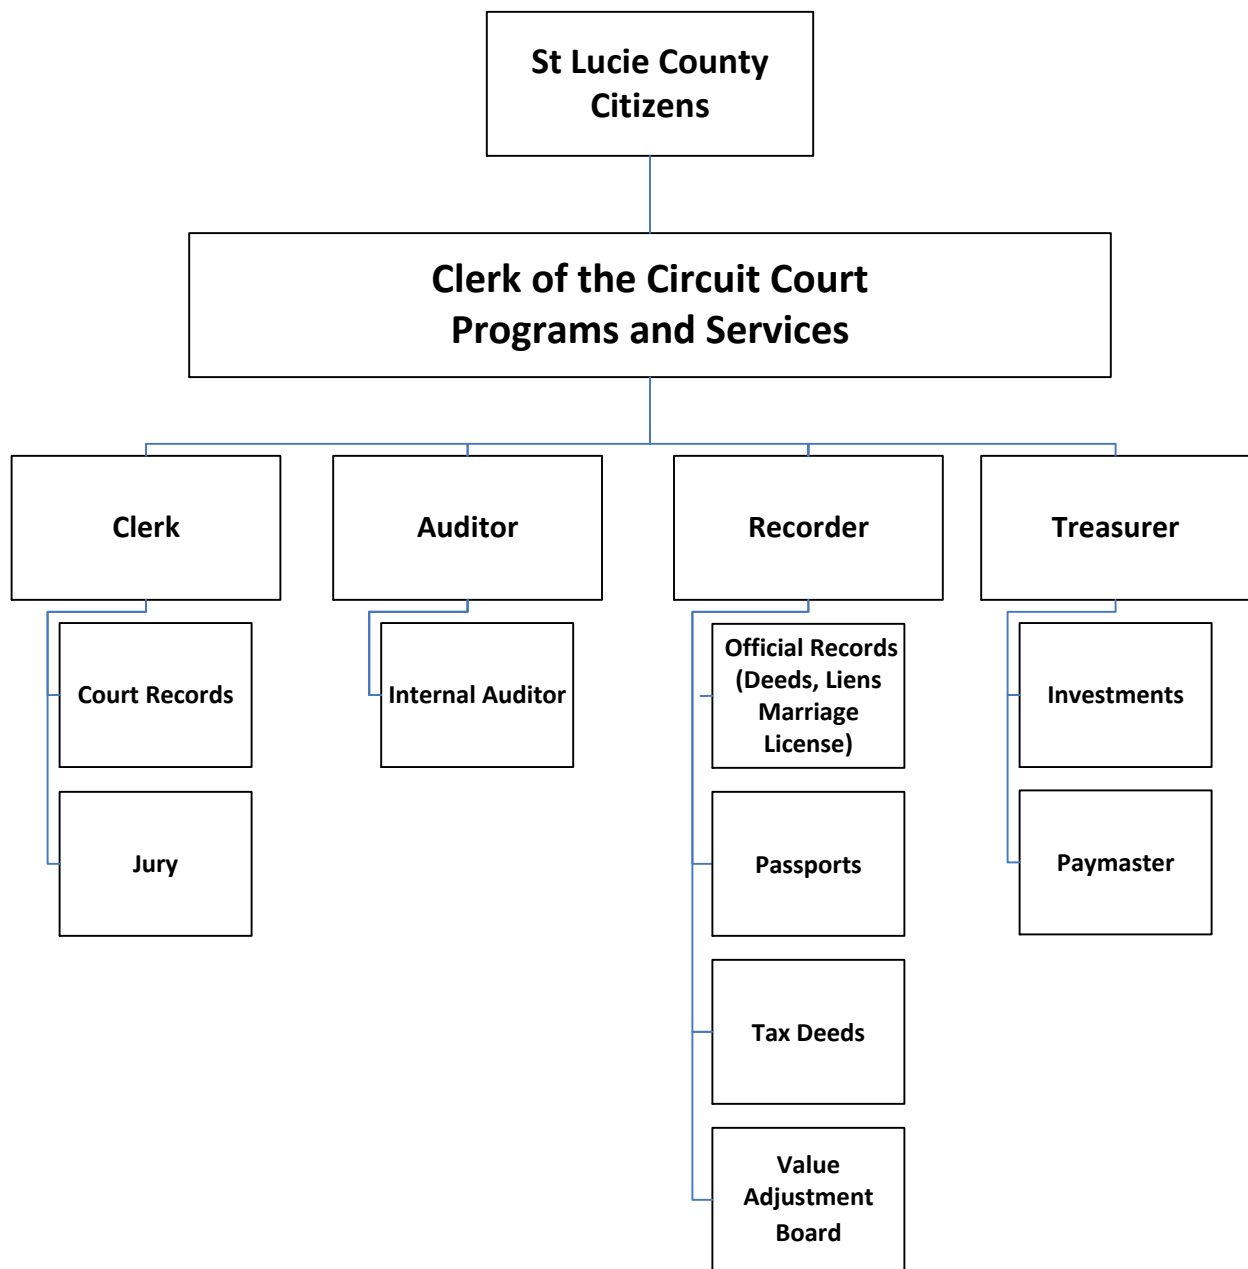 St Lucie County
Citizens
Clerk of the Circuit Court
Programs and Services
Clerk
Auditor
Recorder
Treasurer
Court Records
Internal Auditor
Official Records
(Deeds, Liens
Marriage
License)
Investments
Jury
Passports
Paymaster
Tax Deeds
Value
Adjustment
Board